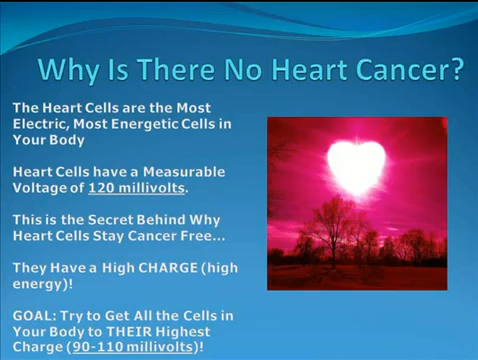 Why Is There No Heart Cancer?
The Heart Cells are the Most
Electric, Most Energetic Cells in
Your Body
Heart Cells have a Measurable
Voltage of 120 millivolts.
This is the Secret Behind Why
Heart Cells Stay Cancer Free...
They Have a High CHARGE (high
energy)!
GOAL: Try to Get All the Cells in
Your Body to THEIR Highest
Charge (90-110 millivolts)!